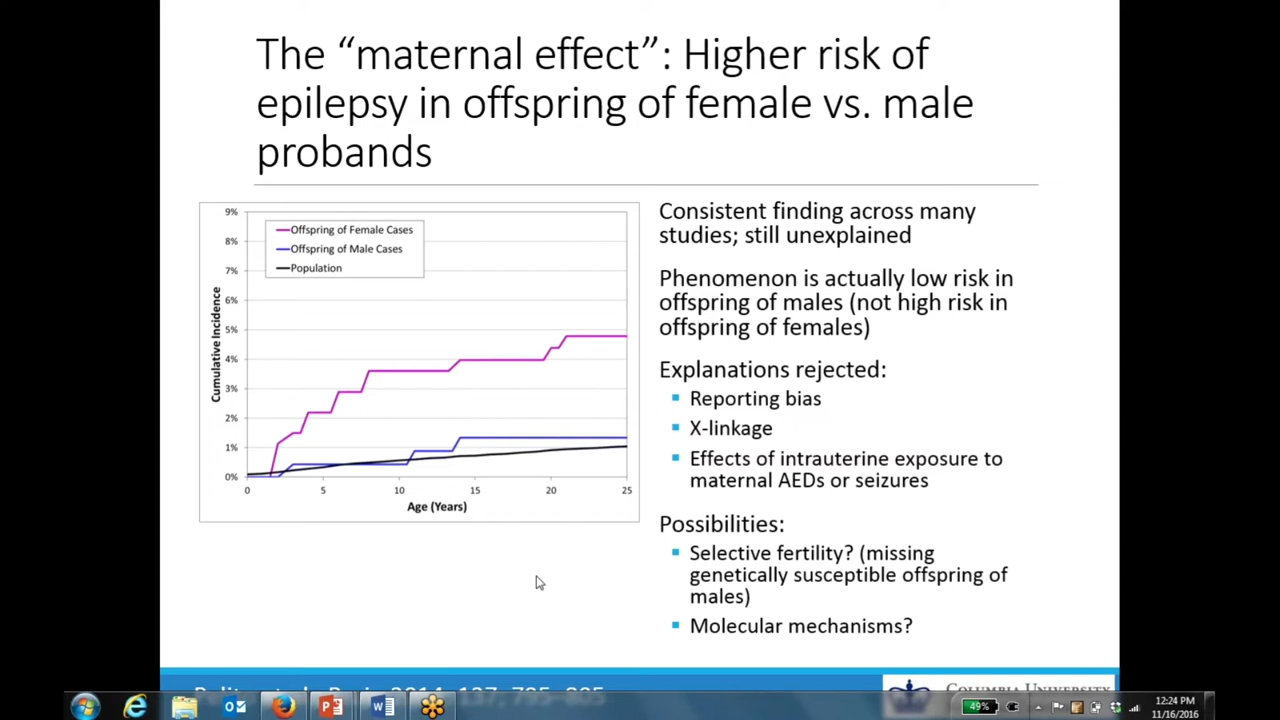 The “maternal effect”: Higher risk of
epilepsy in offspring of female vs. male
probands
9%
8%
7%
6%
5%
4%
3%
2%
1%
0%
Cumulative Incidence
Offspring of Female Cases
Offspring of Male Cases
Population
0 5 10 15 20 25
Age (Years)
Consistent finding across many
studies; still unexplained
Phenomenon is actually low risk in
offspring of males (not high risk in
offspring of females)
Explanations rejected:
Reporting bias
X-linkage
Effects of intrauterine exposure to
maternal AEDs or seizures
Possibilities:
Selective fertility? (missing
genetically susceptible offspring of
males)
Molecular mechanisms?
COLUMBIA UNIVERSITY
49%
12:24 PM
11/16/2016